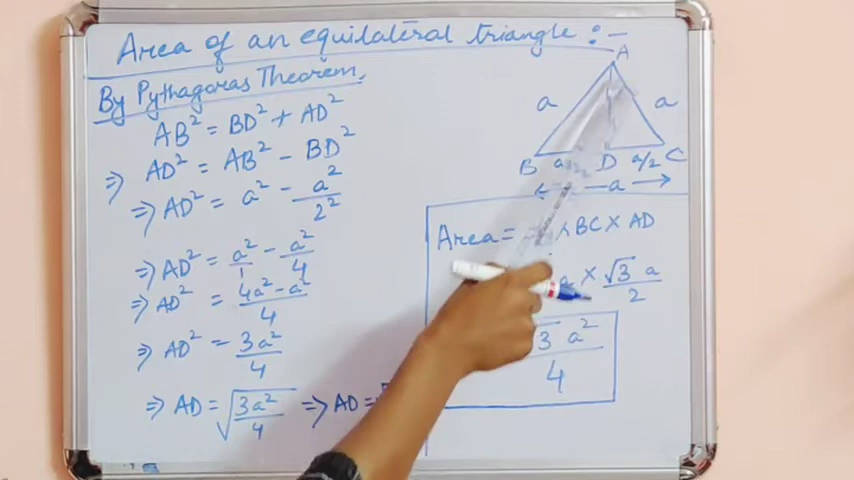 Area of an equilateral triangle :-
By Pythagoras Theorem,
AB² = BD² + AD²
⇒ AD² = AB² - BD²
⇒ AD² = a² - a²/2²
⇒ AD² = a²/1 - a²/4
⇒ AD² = 4a² - a²/4
⇒ AD² = 3a²/4
⇒ AD = √3a²/4 ⇒ AD =
A
a a
B D a/2 C
a
Area = × BC × AD
a × √3 a/2
√3 a²/4